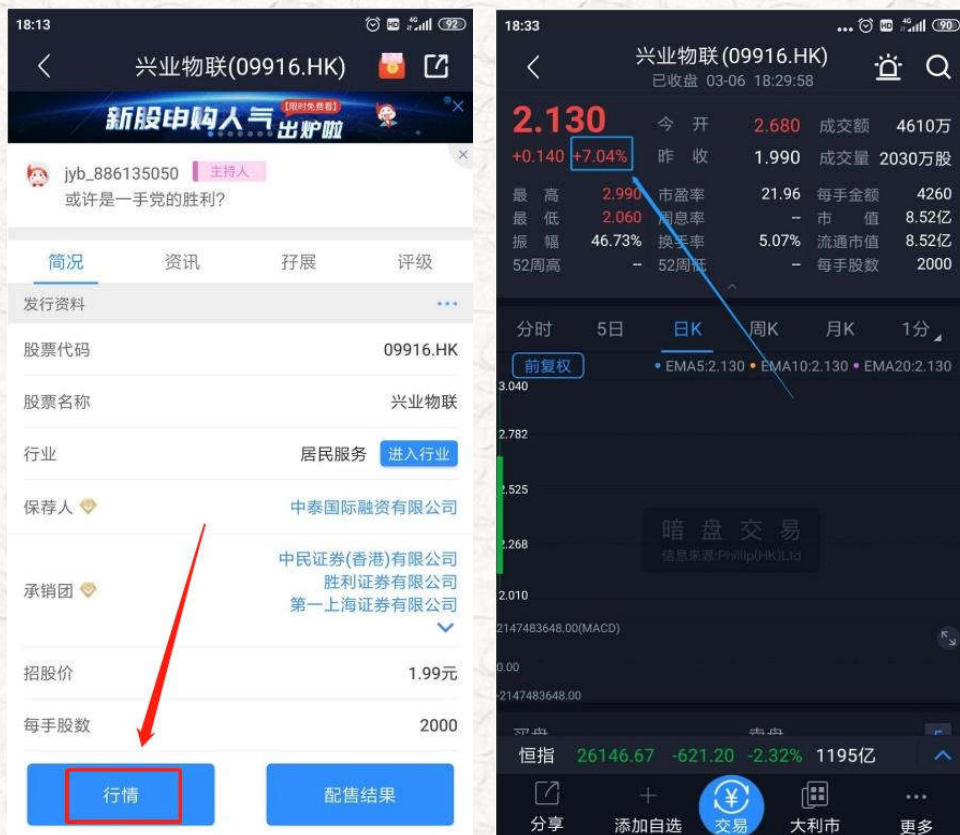 18:13
HD 4G 92
兴业物联(09916.HK)
新股申购人气 [限时免费看] 出炉啦
jyb_886135050 主持人
或许是一手党的胜利?
简况 资讯 孖展 评级
发行资料
股票代码 09916.HK
股票名称 兴业物联
行业 居民服务 进入行业
保荐人 中泰国际融资有限公司
承销团 中民证券(香港)有限公司
胜利证券有限公司
第一上海证券有限公司
招股价 1.99元
每手股数 2000
行情 配售结果
18:33
HD 4G 90
兴业物联(09916.HK)
已收盘 03-06 18:29:58
2.130 今开 2.680 成交额 4610万
+0.140 +7.04% 昨收 1.990 成交量 2030万股
最高 2.990 市盈率 21.96 每手金额 4260
最低 2.060 周息率 -- 市值 8.52亿
振幅 46.73% 换手率 5.07% 流通市值 8.52亿
52周高 -- 52周低 -- 每手股数 2000
分时 5日 日K 周K 月K 1分
前复权 EMA5:2.130 EMA10:2.130 EMA20:2.130
3.040
2.782
2.525
2.268
暗盘交易
信息来源:Phillip(HK)Ltd
2.010
2147483648.00(MACD)
0.00
-2147483648.00
买盘 卖盘 5
恒指 26146.67 -621.20 -2.32% 1195亿
分享 添加自选 交易 大利市 更多